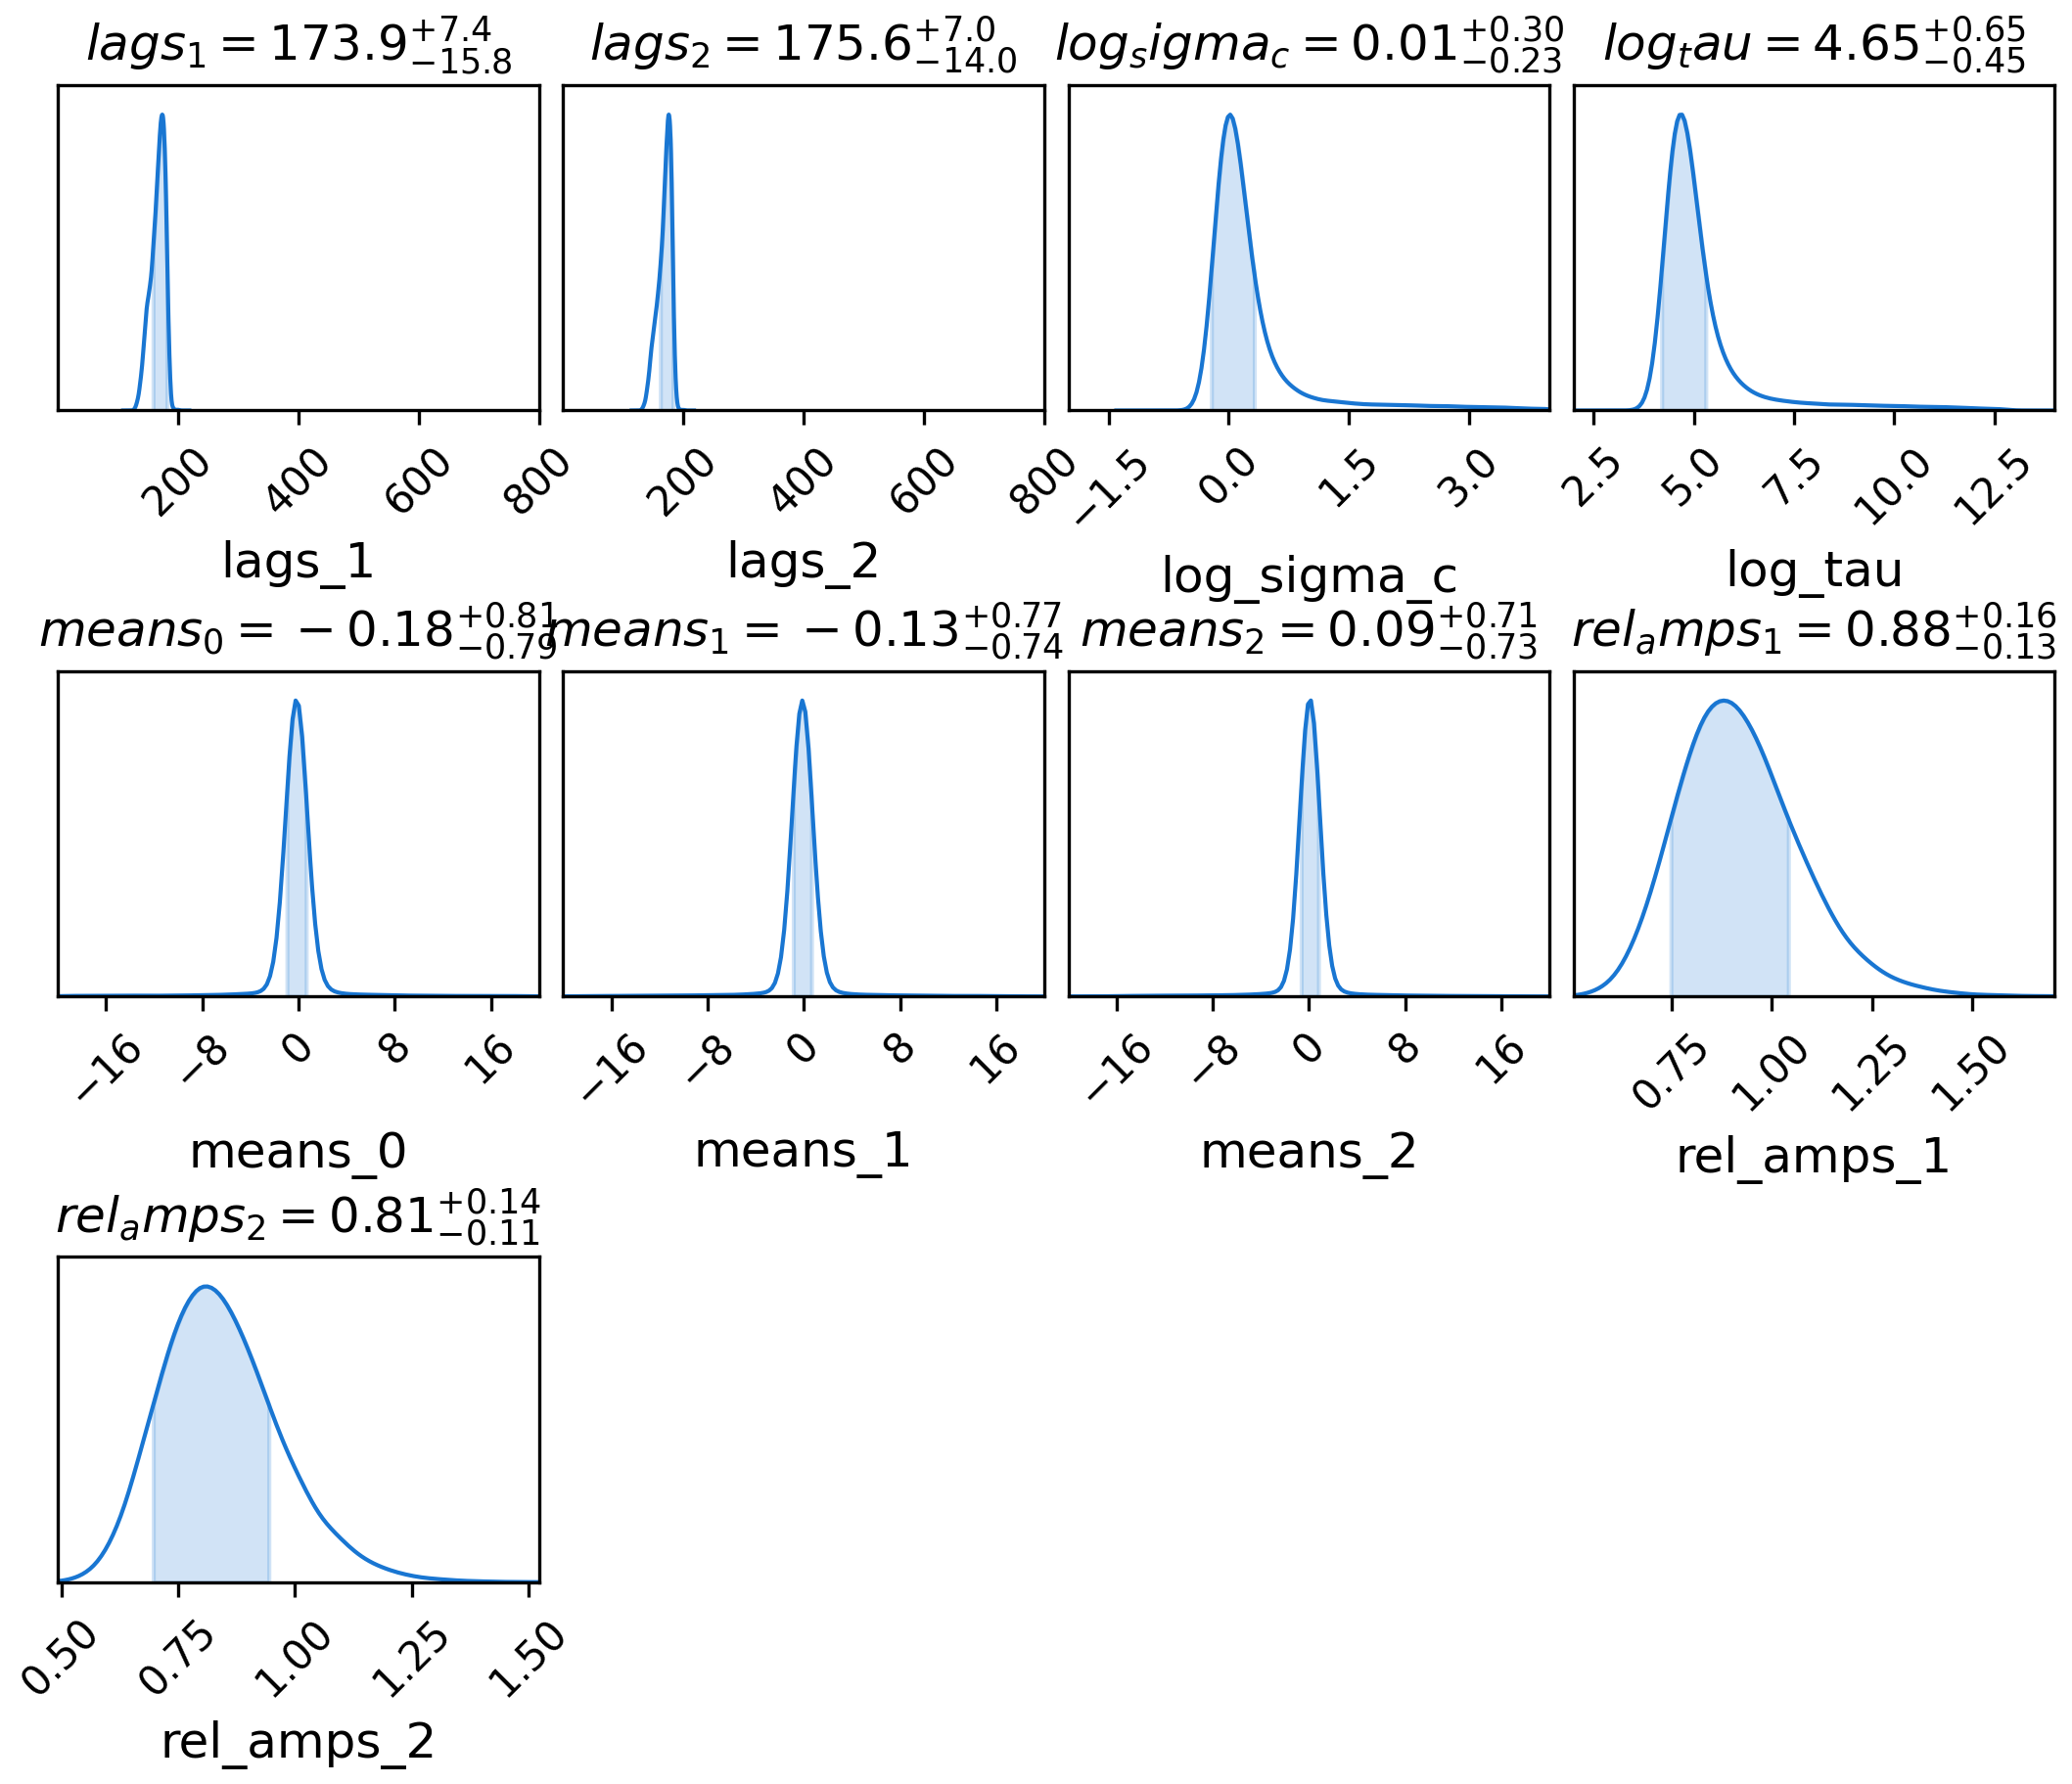 lags₁ = 173.9 +7.4 −15.8
lags₂ = 175.6 +7.0 −14.0
logₛigma_c = 0.01 +0.30 −0.23
logₜau = 4.65 +0.65 −0.45
200 400 600 800
200 400 600 800
−1.5 0.0 1.5 3.0
2.5 5.0 7.5 10.0 12.5
lags_1
lags_2
log_sigma_c
log_tau
means₀ = −0.18 +0.81 −0.79
means₁ = −0.13 +0.77 −0.74
means₂ = 0.09 +0.71 −0.73
relₐmps₁ = 0.88 +0.16 −0.13
−16 −8 0 8 16
−16 −8 0 8 16
−16 −8 0 8 16
0.75 1.00 1.25 1.50
means_0
means_1
means_2
rel_amps_1
relₐmps₂ = 0.81 +0.14 −0.11
0.50 0.75 1.00 1.25 1.50
rel_amps_2